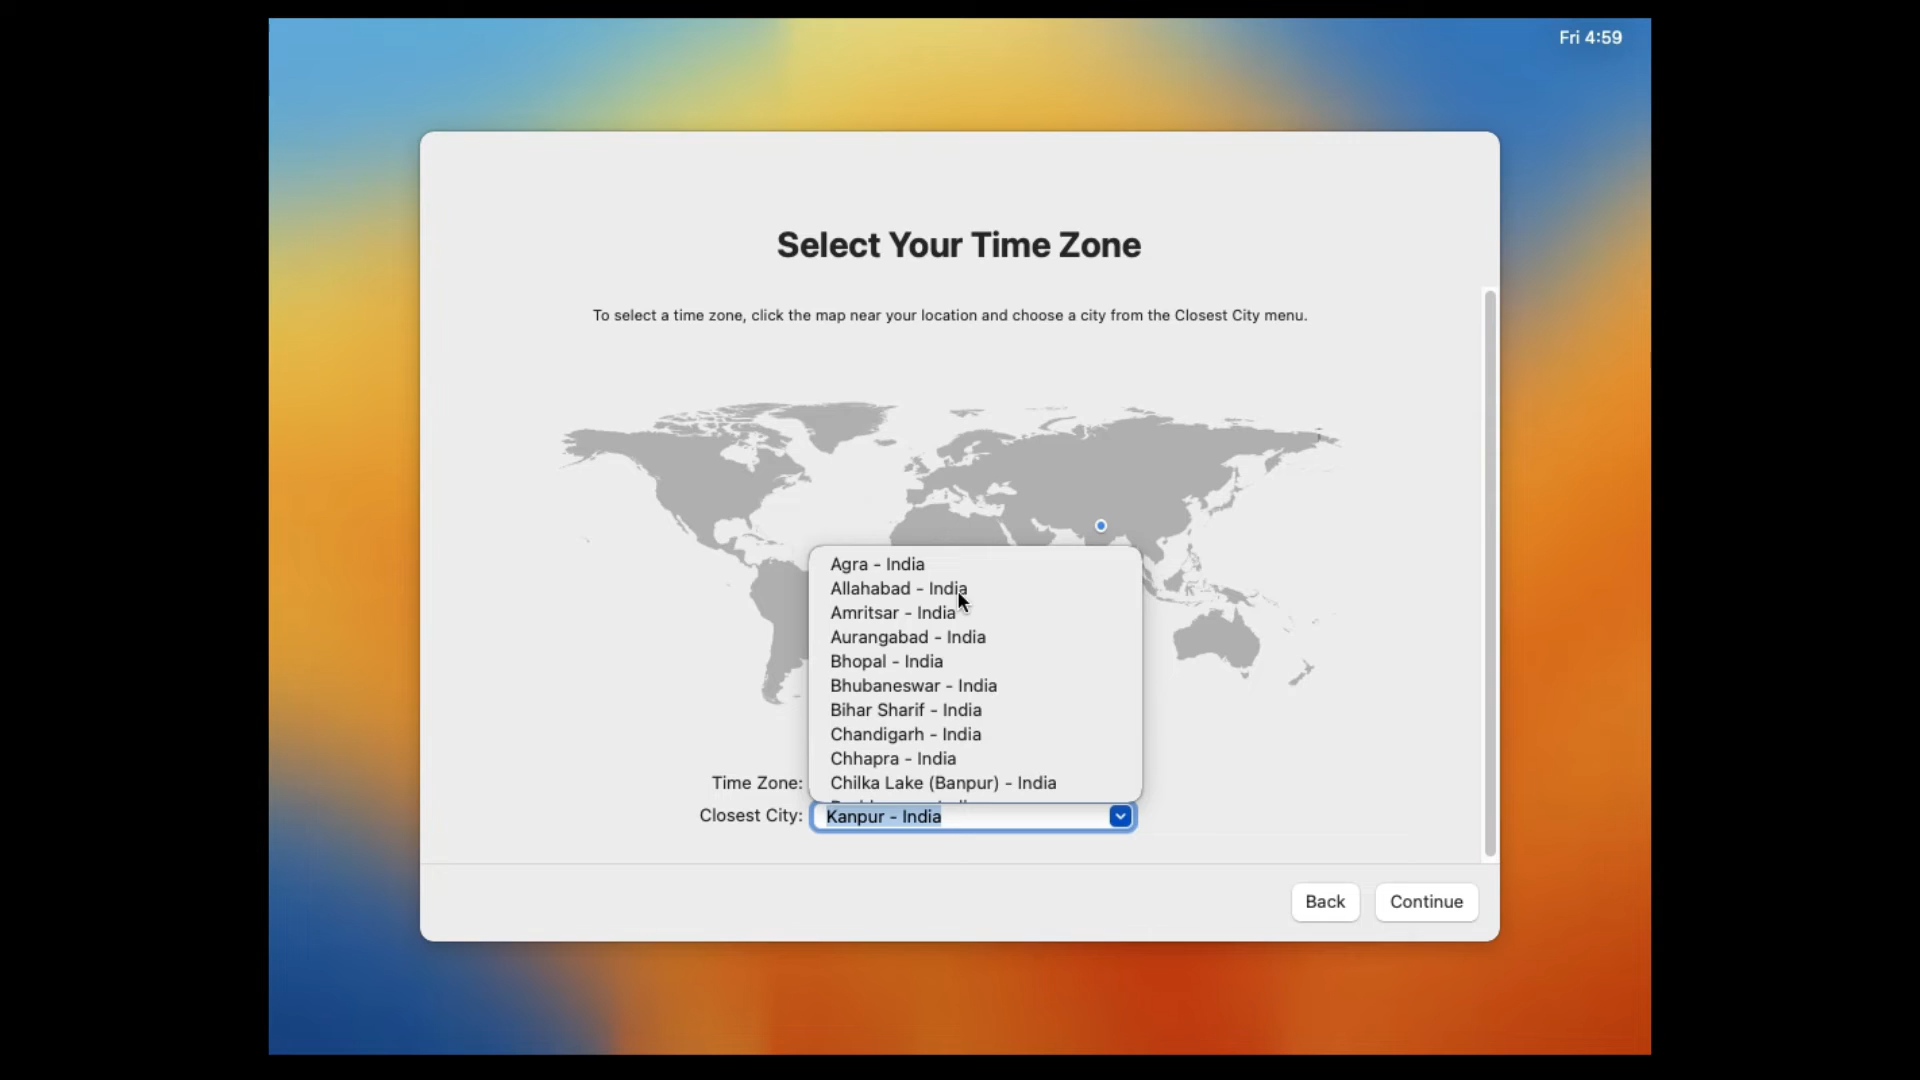 Fri 4:59
Select Your Time Zone
To select a time zone, click the map near your location and choose a city from the Closest City menu.
Agra - India
Allahabad - India
Amritsar - India
Aurangabad - India
Bhopal - India
Bhubaneswar - India
Bihar Sharif - India
Chandigarh - India
Chhapra - India
Time Zone: Chilka Lake (Banpur) - India
Closest City: Kanpur - India
Back Continue